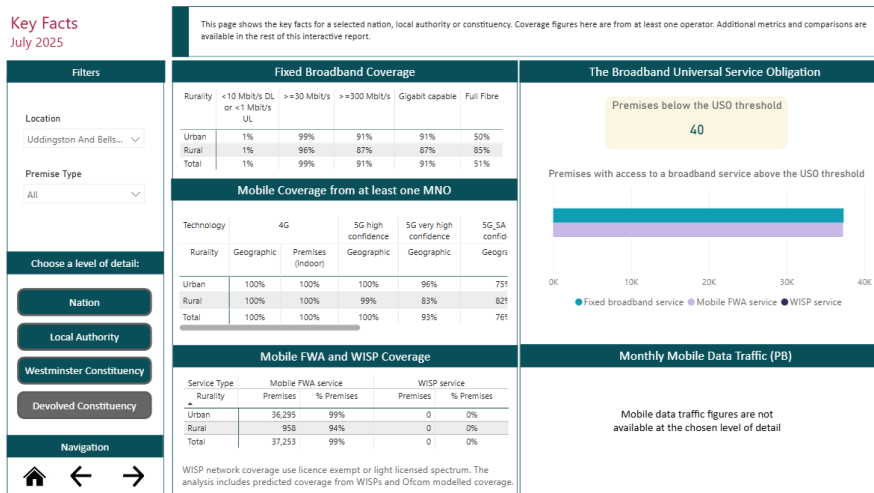 Key Facts
July 2025
This page shows the key facts for a selected nation, local authority or constituency. Coverage figures here are from at least one operator. Additional metrics and comparisons are
available in the rest of this interactive report.
Filters
Location
Uddingston And Bells...
Premise Type
All
Choose a level of detail:
Nation
Local Authority
Westminster Constituency
Devolved Constituency
Navigation
Fixed Broadband Coverage
Rurality <10 Mbit/s DL >=30 Mbit/s >=300 Mbit/s Gigabit capable Full Fibre
or <1 Mbit/s
UL
Urban 1% 99% 91% 91% 50%
Rural 1% 96% 87% 87% 85%
Total 1% 99% 91% 91% 51%
Mobile Coverage from at least one MNO
Technology 4G 5G high 5G very high 5G_SA
confidence confidence confid
Rurality Geographic Premises Geographic Geographic Geogra
(Indoor)
Urban 100% 100% 100% 96% 75%
Rural 100% 100% 99% 83% 82%
Total 100% 100% 100% 93% 76%
Mobile FWA and WISP Coverage
Service Type Mobile FWA service WISP service
Rurality Premises % Premises Premises % Premises
Urban 36,295 99% 0 0%
Rural 958 94% 0 0%
Total 37,253 99% 0 0%
WISP network coverage use licence exempt or light licensed spectrum. The
analysis includes predicted coverage from WISPs and Ofcom modelled coverage.
The Broadband Universal Service Obligation
Premises below the USO threshold
40
Premises with access to a broadband service above the USO threshold
0K 10K 20K 30K 40K
Fixed broadband service Mobile FWA service WISP service
Monthly Mobile Data Traffic (PB)
Mobile data traffic figures are not
available at the chosen level of detail